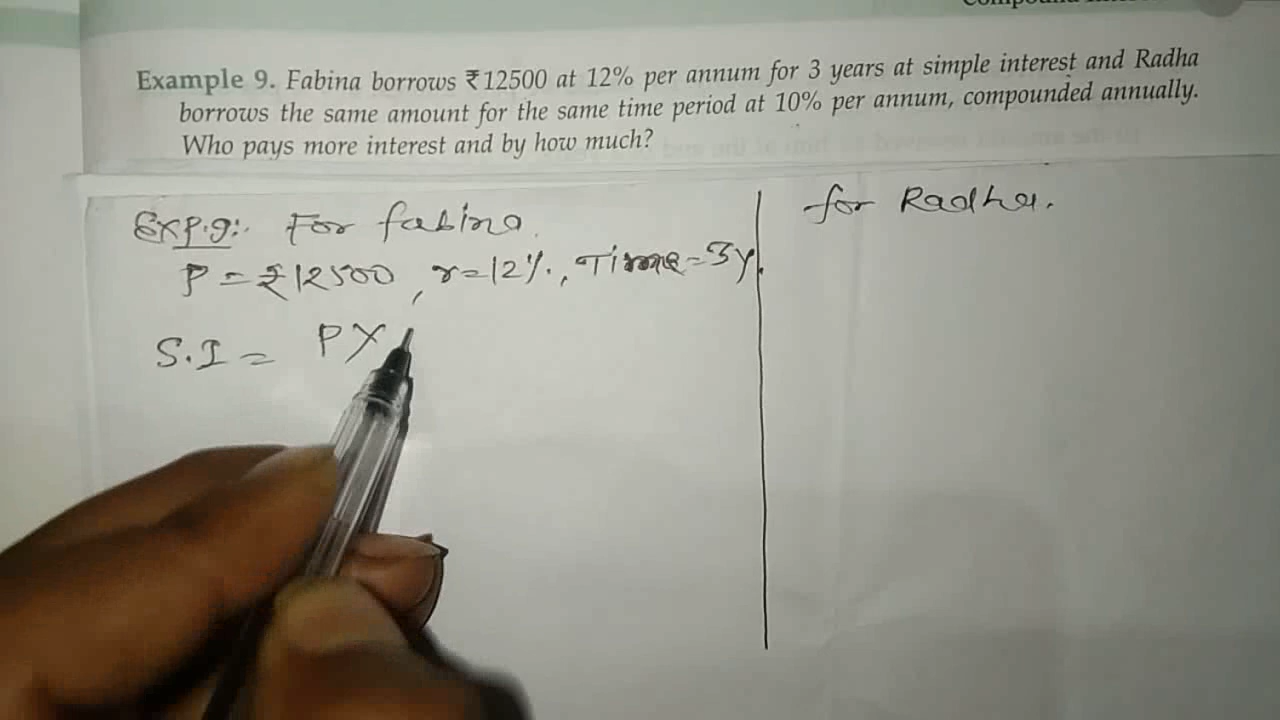 Example 9. Fabina borrows ₹12500 at 12% per annum for 3 years at simple interest and Radha
borrows the same amount for the same time period at 10% per annum, compounded annually.
Who pays more interest and by how much?
Exp.9:. For fabina.
P = ₹12500, r=12%., Time=3y.
S.I = PX
for Radha.